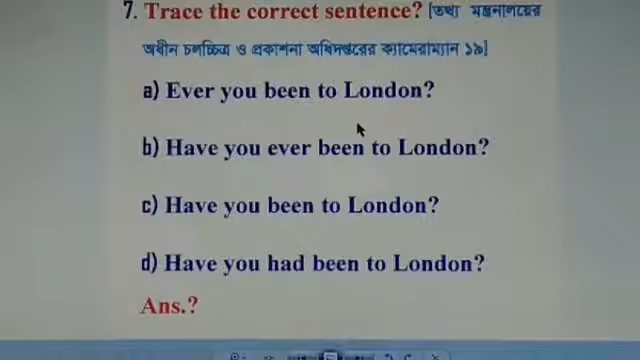 7. Trace the correct sentence? [তথ্য মন্ত্রনালয়ের
অধীন চলচ্চিত্র ও প্রকাশনা অধিদপ্তরের ক্যামেরাম্যান ১৯]
a) Ever you been to London?
b) Have you ever been to London?
c) Have you been to London?
d) Have you had been to London?
Ans.?